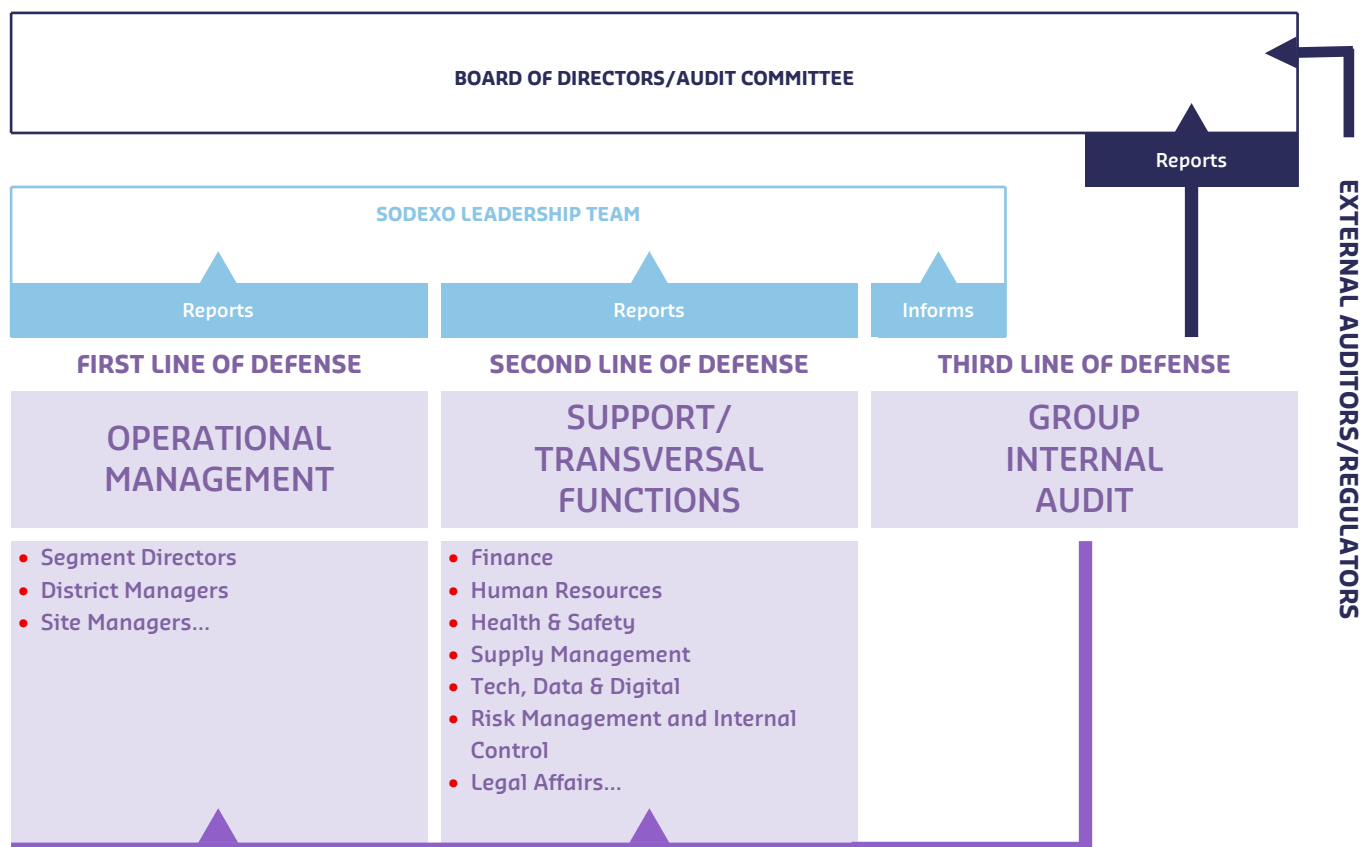 BOARD OF DIRECTORS/AUDIT COMMITTEE
Reports
SODEXO LEADERSHIP TEAM
Reports
Reports
Informs
FIRST LINE OF DEFENSE
SECOND LINE OF DEFENSE
THIRD LINE OF DEFENSE
OPERATIONAL
MANAGEMENT
SUPPORT/
TRANSVERSAL
FUNCTIONS
GROUP
INTERNAL
AUDIT
• Segment Directors
• District Managers
• Site Managers...
• Finance
• Human Resources
• Health & Safety
• Supply Management
• Tech, Data & Digital
• Risk Management and Internal
Control
• Legal Affairs...
EXTERNAL AUDITORS/REGULATORS